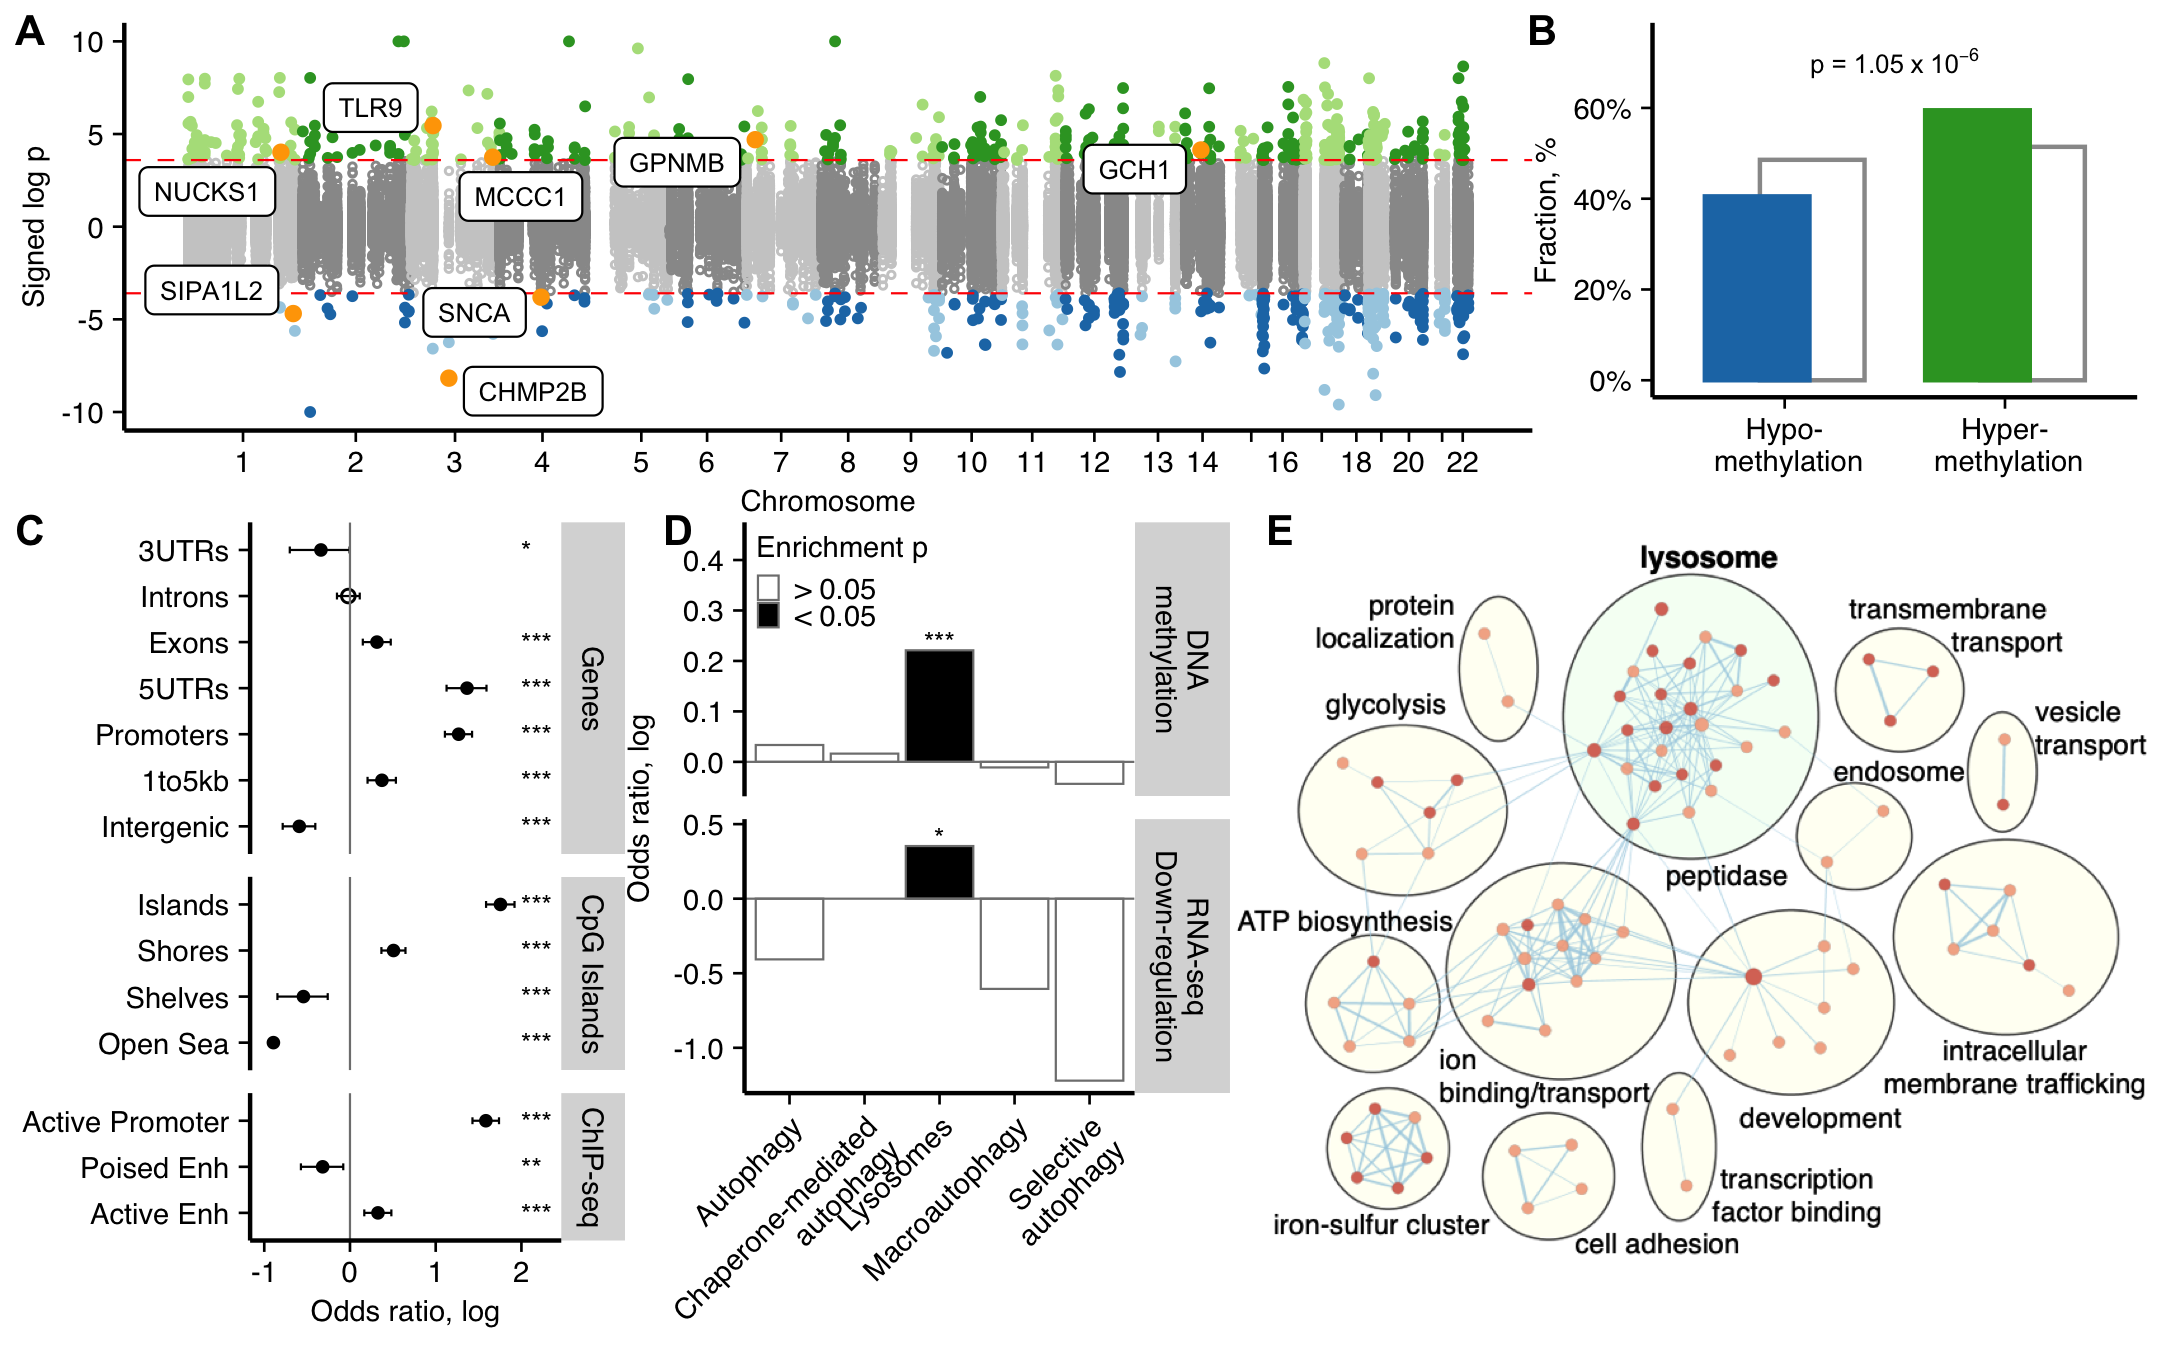 A
Signed log p
10
5
0
-5
-10
TLR9
NUCKS1
MCCC1
GPNMB
GCH1
SIPA1L2
SNCA
CHMP2B
1 2 3 4 5 6 7 8 9 10 11 12 13 14 16 18 20 22
Chromosome
B
p = 1.05 x 10⁻⁶
Fraction, %
60%
40%
20%
0%
Hypo-
methylation
Hyper-
methylation
C
3UTRs *
Introns
Exons ***
5UTRs ***
Promoters ***
1to5kb ***
Intergenic ***
Genes
Islands ***
Shores ***
Shelves ***
Open Sea ***
CpG Islands
Active Promoter ***
Poised Enh **
Active Enh ***
ChIP-seq
-1 0 1 2
Odds ratio, log
D
Enrichment p
> 0.05
< 0.05
Odds ratio, log
0.4
0.3
0.2
0.1
0.0
***
DNA
methylation
0.5
0.0
-0.5
-1.0
*
RNA-seq
Down-regulation
Autophagy
Chaperone-mediated
autophagy
Lysosomes
Macroautophagy
Selective
autophagy
E
lysosome
protein
localization
transmembrane
transport
glycolysis
vesicle
transport
endosome
peptidase
ATP biosynthesis
ion
binding/transport
intracellular
membrane trafficking
development
iron-sulfur cluster
cell adhesion
transcription
factor binding